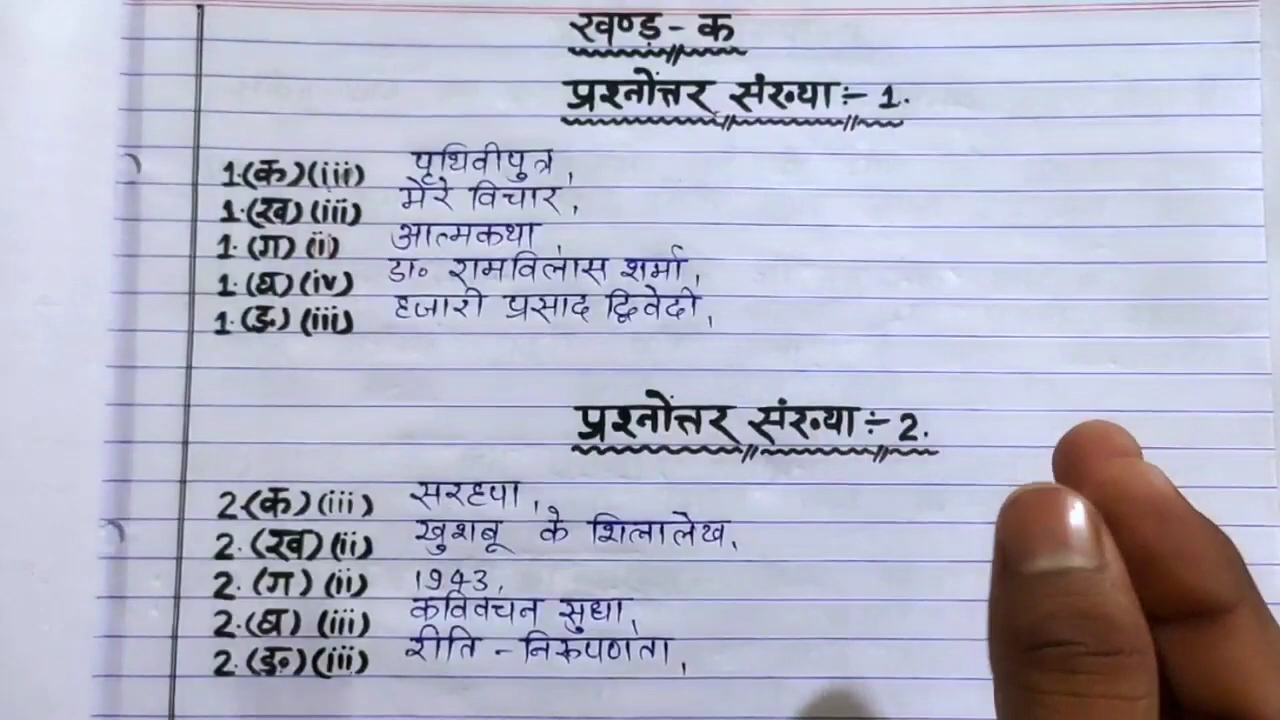 खण्ड़ - क
प्रश्नोंत्तर संख्या :- 1.
1.(क)(iii) पृथिवीपुत्र,
1.(ख)(iii) मेरे विचार,
1.(ग)(ii) आत्मकथा,
1.(घ)(iv) डा० रामविलास शर्मा,
1.(ङ)(iii) हजारी प्रसाद द्विवेदी,
प्रश्नोंत्तर संख्या :- 2.
2.(क)(iii) सरहपा,
2.(ख)(ii) खुशबू के शिलालेख,
2.(ग)(ii) 1943,
2.(घ)(iii) कविवचन सुधा,
2.(ङ)(iii) रीति - निरूपणता,